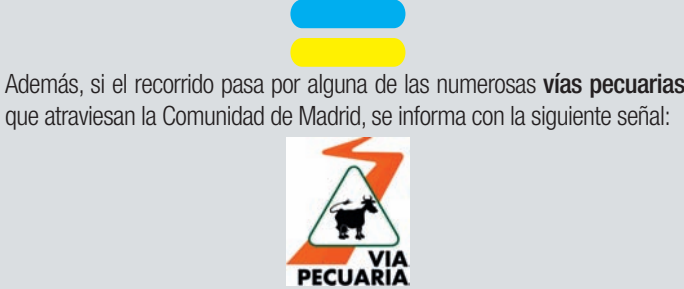 Además, si el recorrido pasa por alguna de las numerosas vías pecuarias
que atraviesan la Comunidad de Madrid, se informa con la siguiente señal:
VIA
PECUARIA